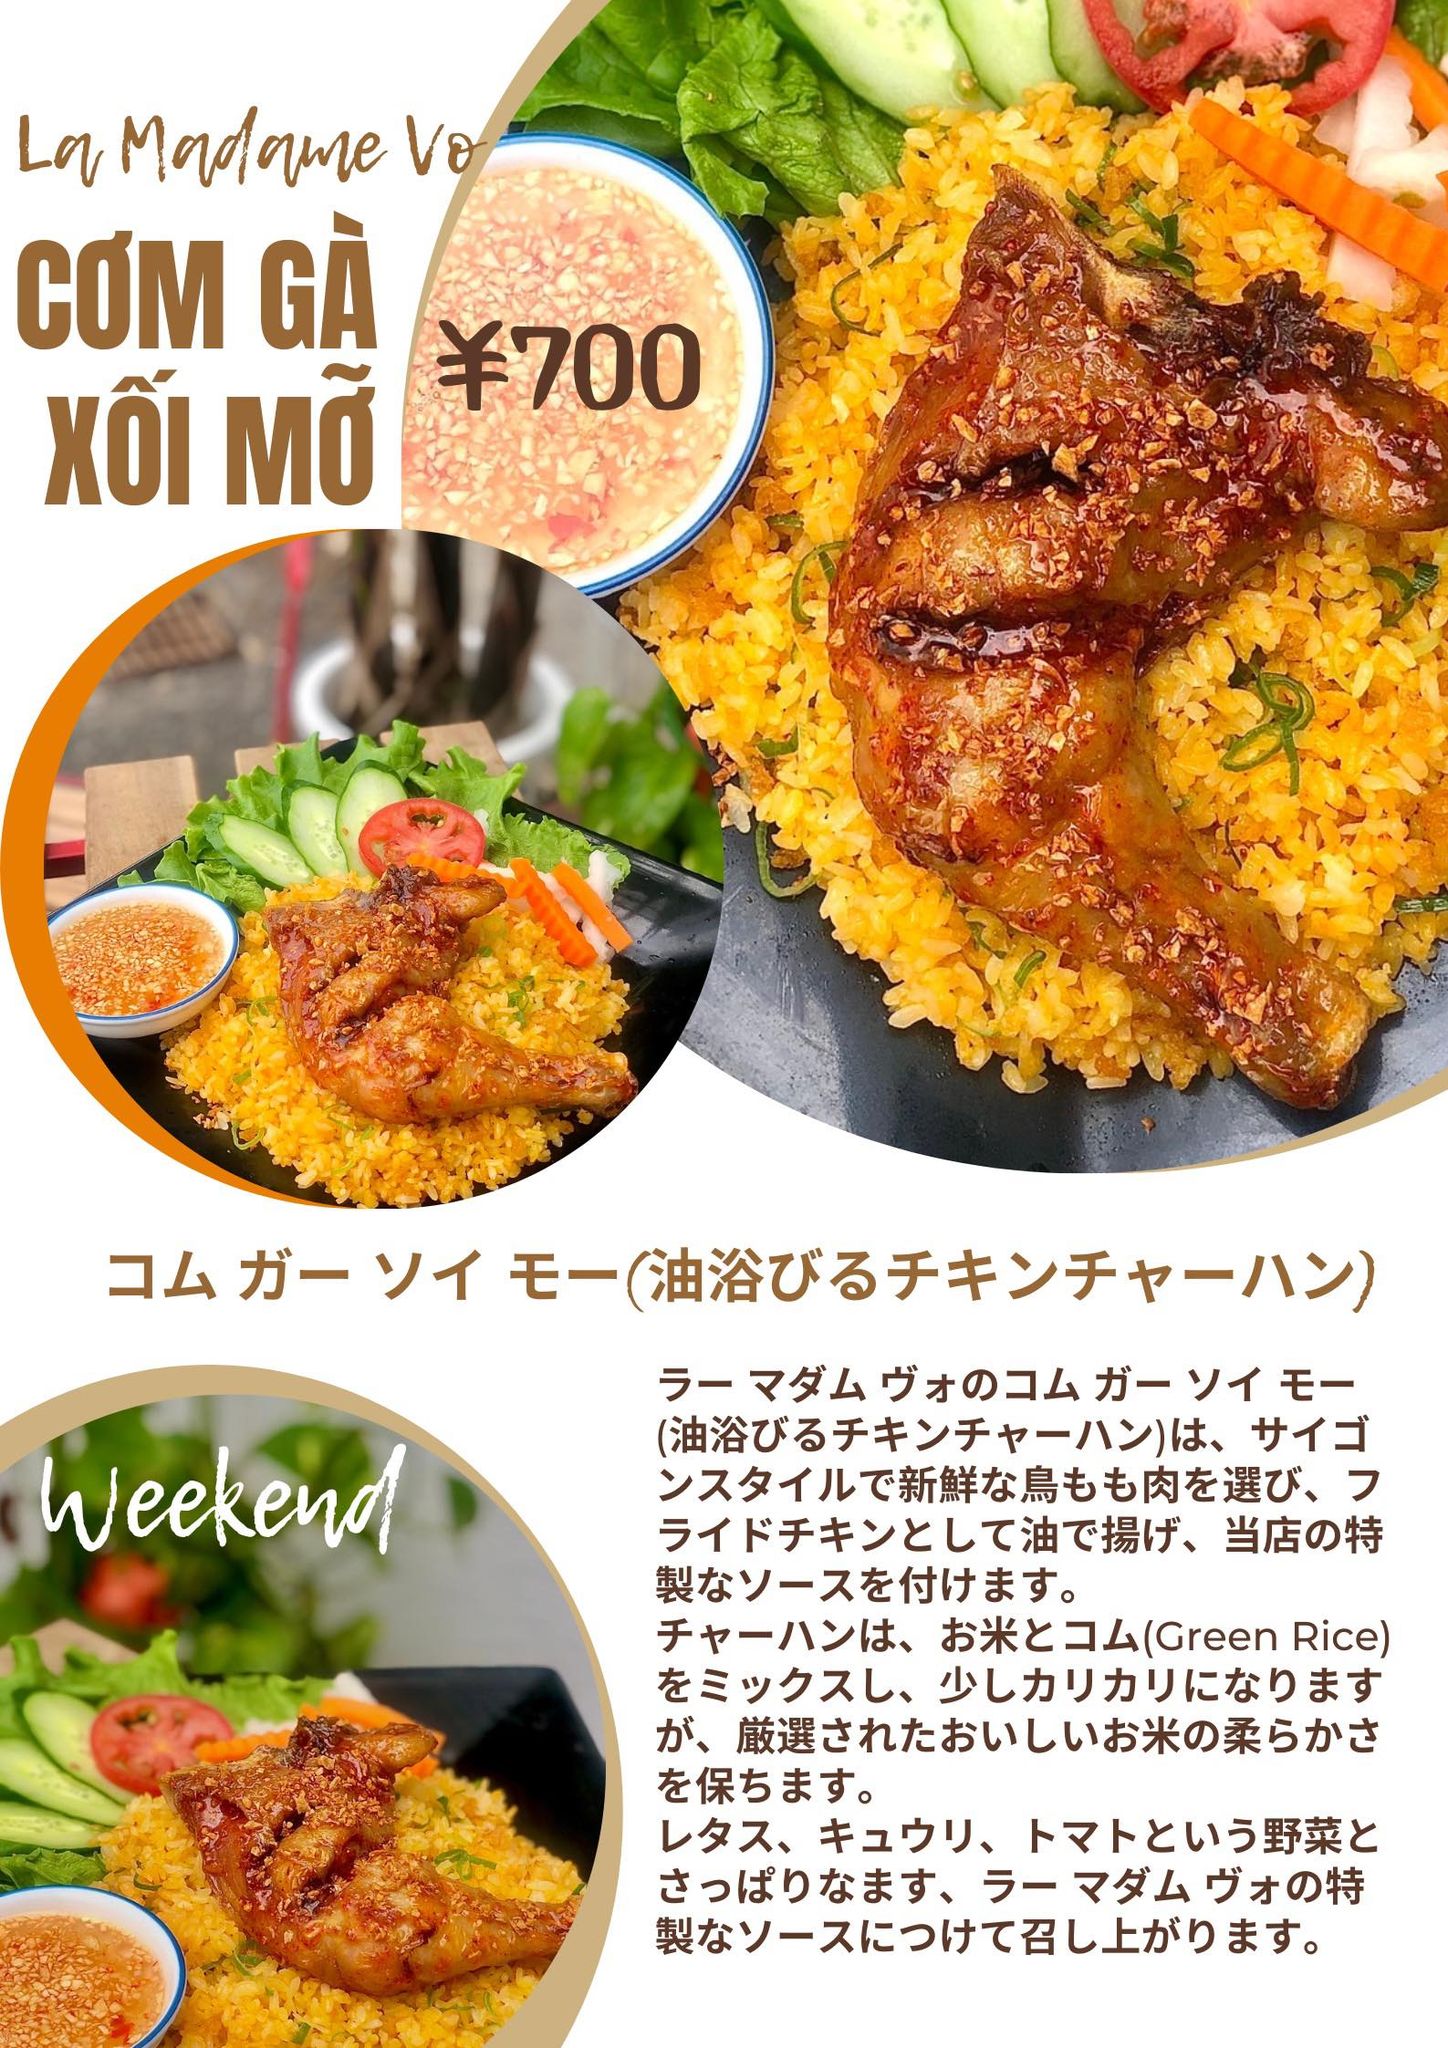 La Madame Vo
CƠM GÀ
XỐI MỠ
¥700
コム ガー ソイ モー(油浴びるチキンチャーハン)
Weekend
ラー マダム ヴォのコム ガー ソイ モー
(油浴びるチキンチャーハン)は、サイゴ
ンスタイルで新鮮な鳥もも肉を選び、フ
ライドチキンとして油で揚げ、当店の特
製なソースを付けます。
チャーハンは、お米とコム(Green Rice)
をミックスし、少しカリカリになります
が、厳選されたおいしいお米の柔らかさ
を保ちます。
レタス、キュウリ、トマトという野菜と
さっぱりなます、ラー マダム ヴォの特
製なソースにつけて召し上がります。